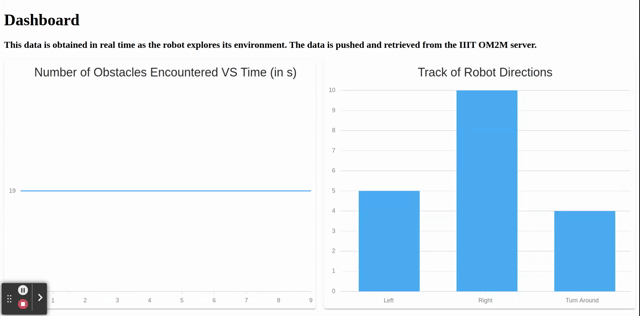 Dashboard
This data is obtained in real time as the robot explores its environment. The data is pushed and retrieved from the IIIT OM2M server.
Number of Obstacles Encountered VS Time (in s)
19
1 2 3 4 5 6 7 8 9
Track of Robot Directions
10
9
8
7
6
5
4
3
2
1
0
Left Right Turn Around